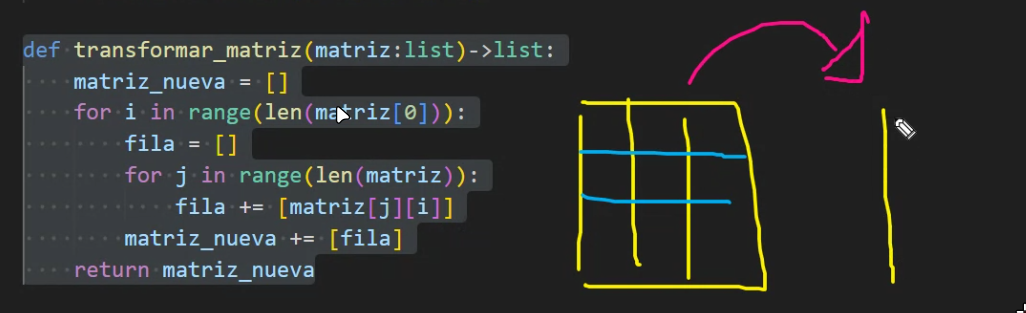 def transformar_matriz(matriz:list)->list:
    matriz_nueva = []
    for i in range(len(matriz[0])):
        fila = []
        for j in range(len(matriz)):
            fila += [matriz[j][i]]
        matriz_nueva += [fila]
    return matriz_nueva